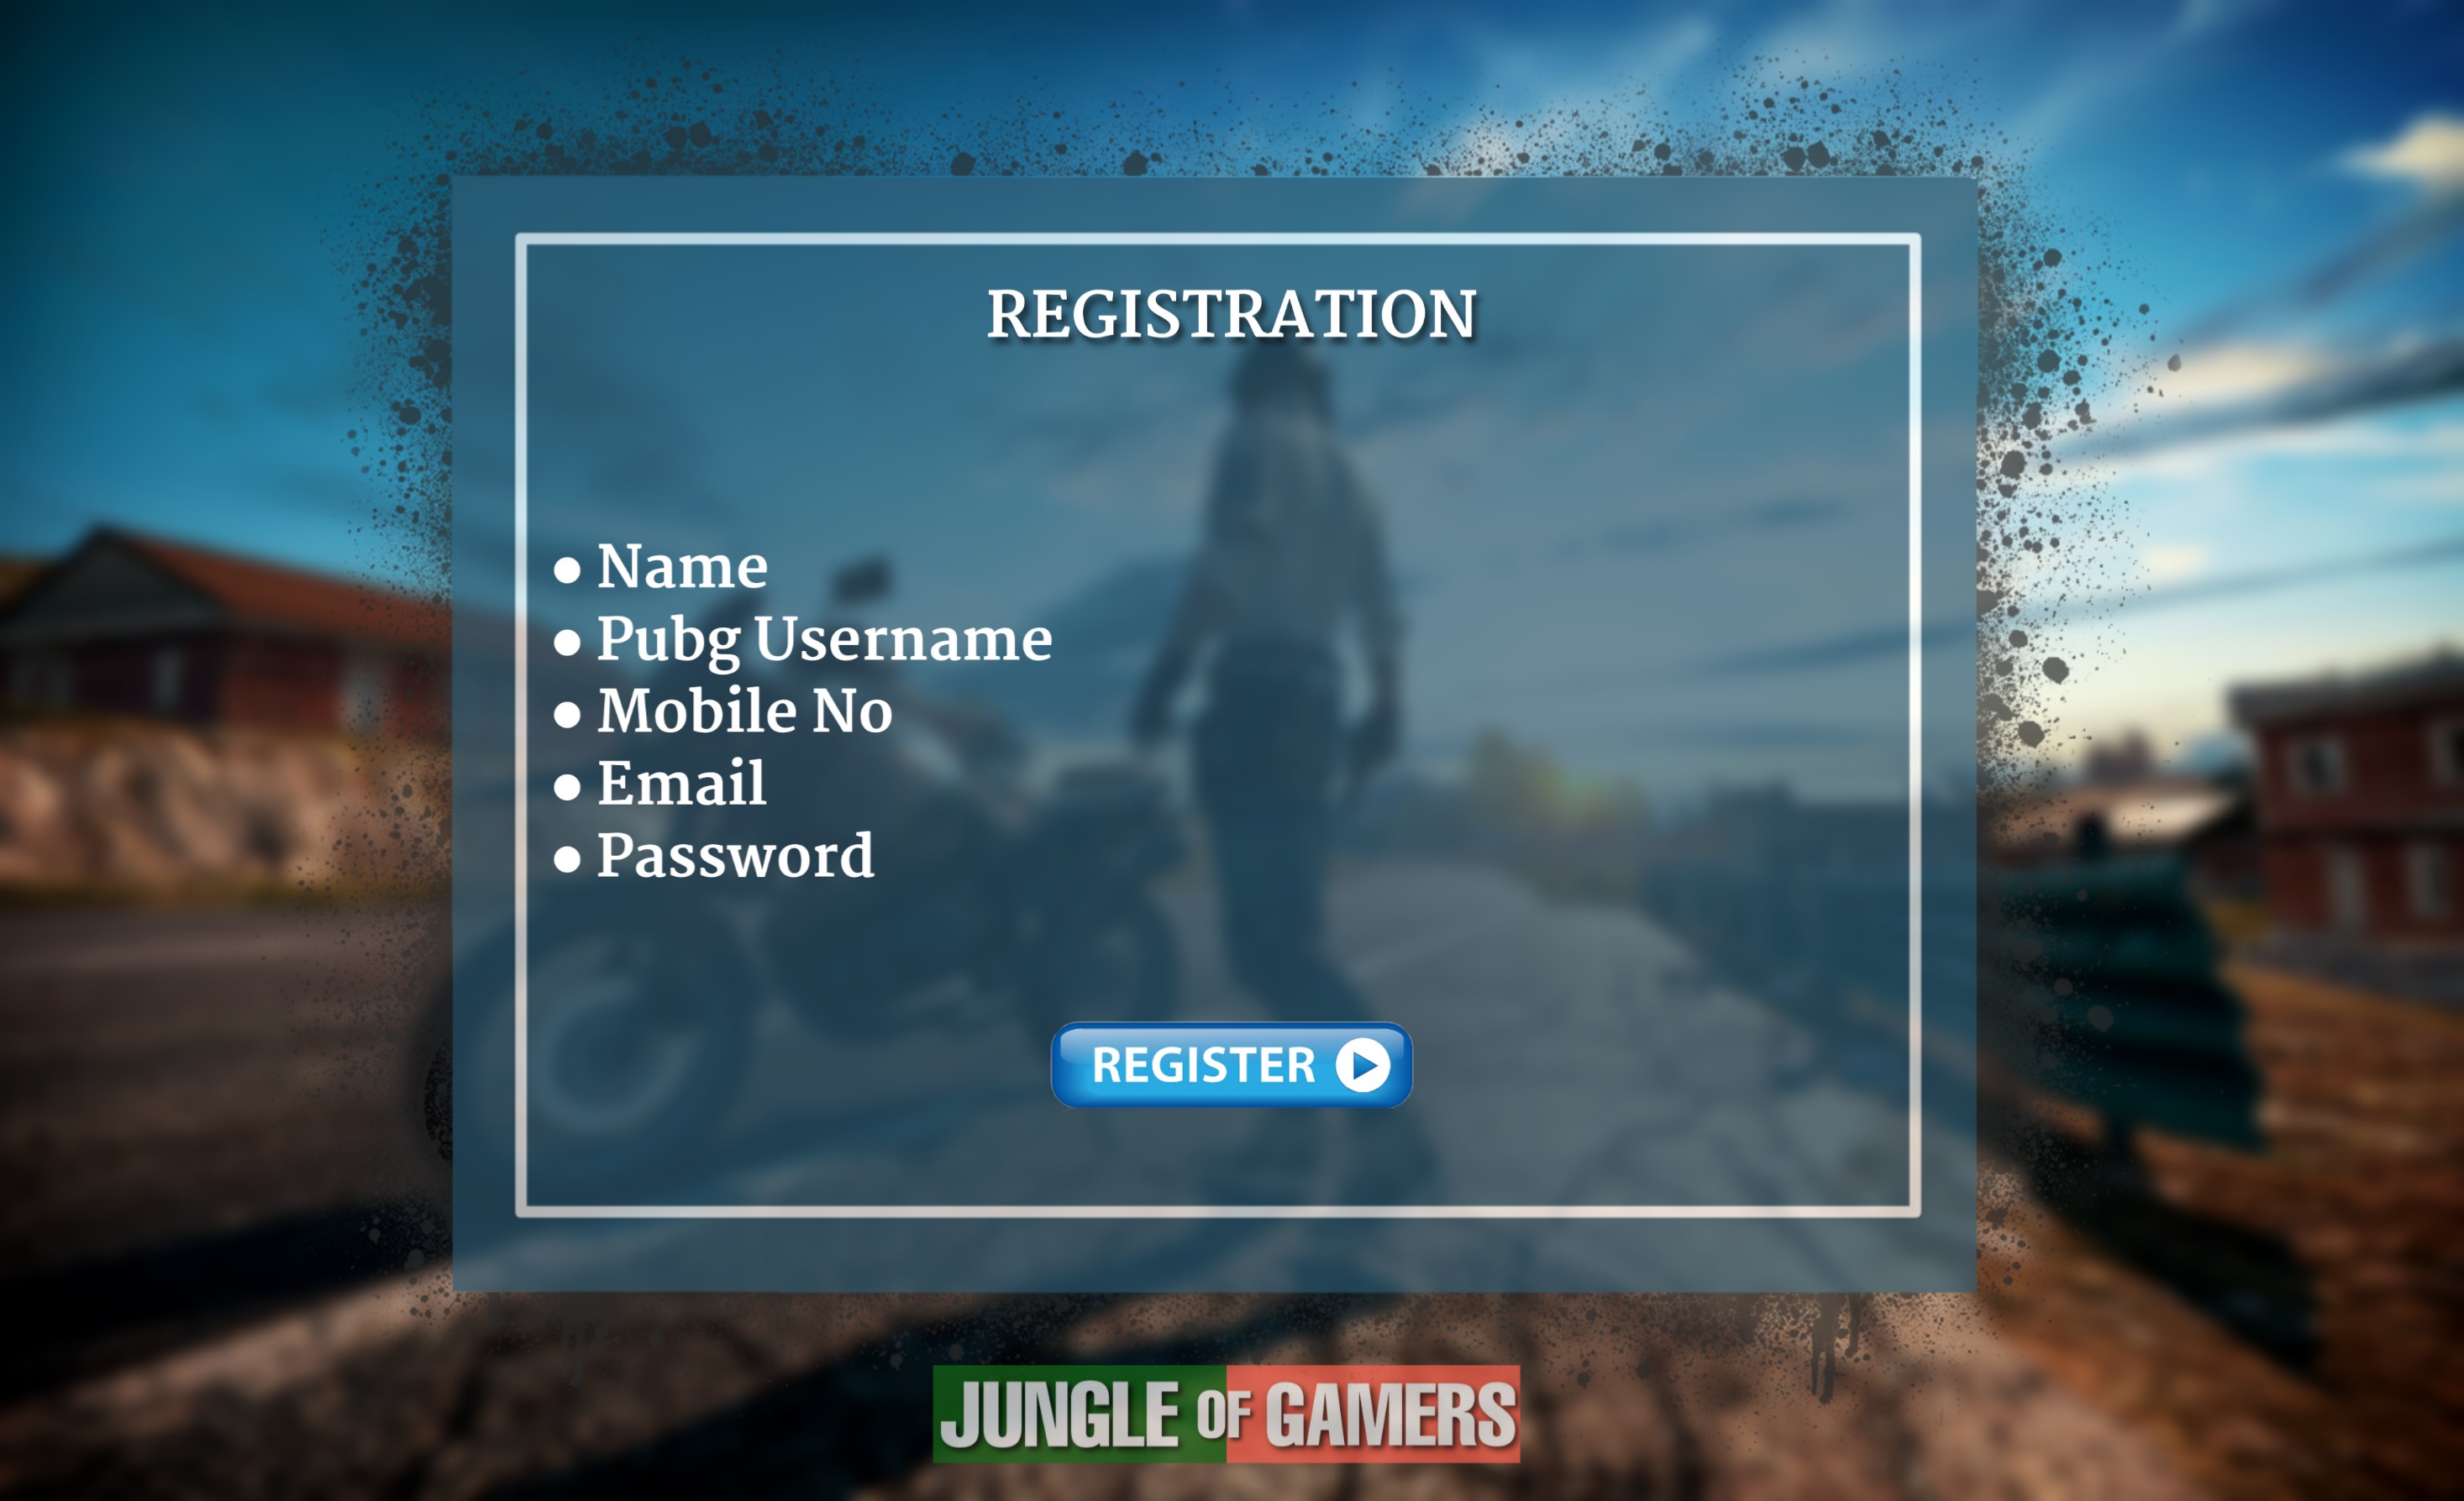 REGISTRATION
● Name
● Pubg Username
● Mobile No
● Email
● Password
REGISTER
JUNGLE OF GAMERS